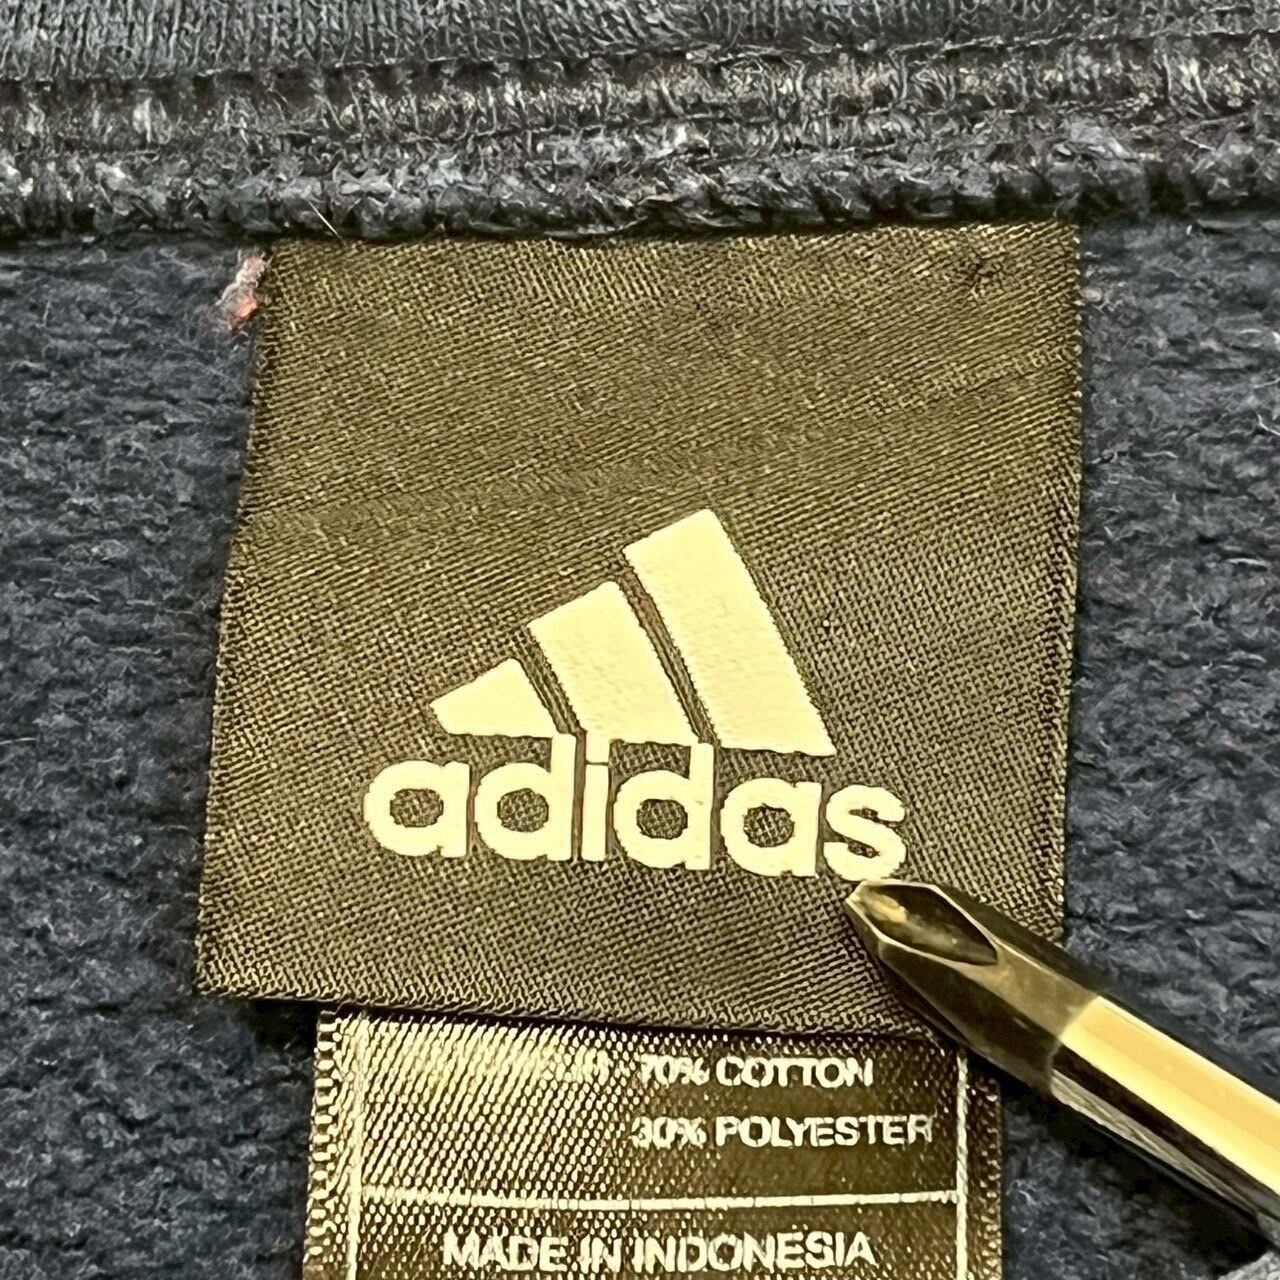 adidas
70% COTTON
30% POLYESTER
MADE IN INDONESIA